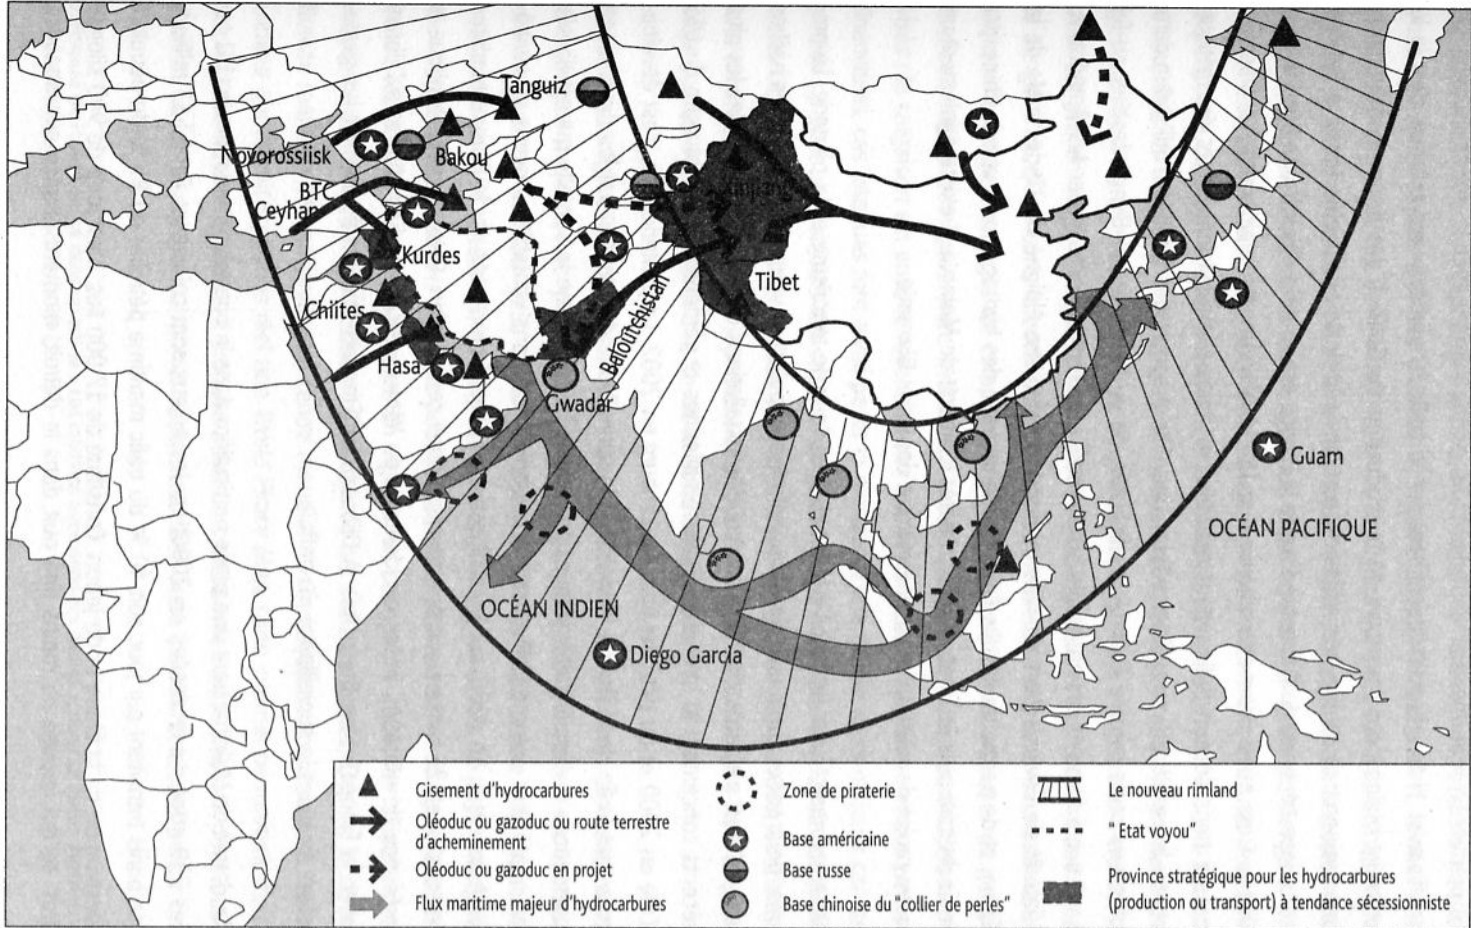 Tanguiz
Novorossiisk
Bakou
BTC
Ceyhan
Kurdes
Chiites
Hasa
Tibet
Baloutchistan
Gwadar
Guam
OCÉAN PACIFIQUE
OCÉAN INDIEN
Diego Garcia
Gisement d'hydrocarbures
Oléoduc ou gazoduc ou route terrestre
d'acheminement
Oléoduc ou gazoduc en projet
Flux maritime majeur d'hydrocarbures
Zone de piraterie
Base américaine
Base russe
Base chinoise du "collier de perles"
Le nouveau rimland
"Etat voyou"
Province stratégique pour les hydrocarbures
(production ou transport) à tendance sécessionniste